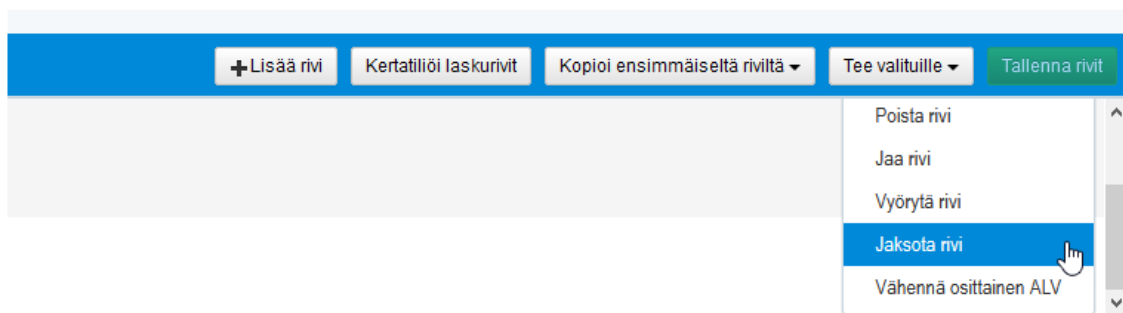 Lisää rivi Kertatiliöi laskurivit Kopioi ensimmäiseltä riviltä Tee valituille Tallenna rivit
Poista rivi
Jaa rivi
Vyörytä rivi
Jaksota rivi
Vähennä osittainen ALV